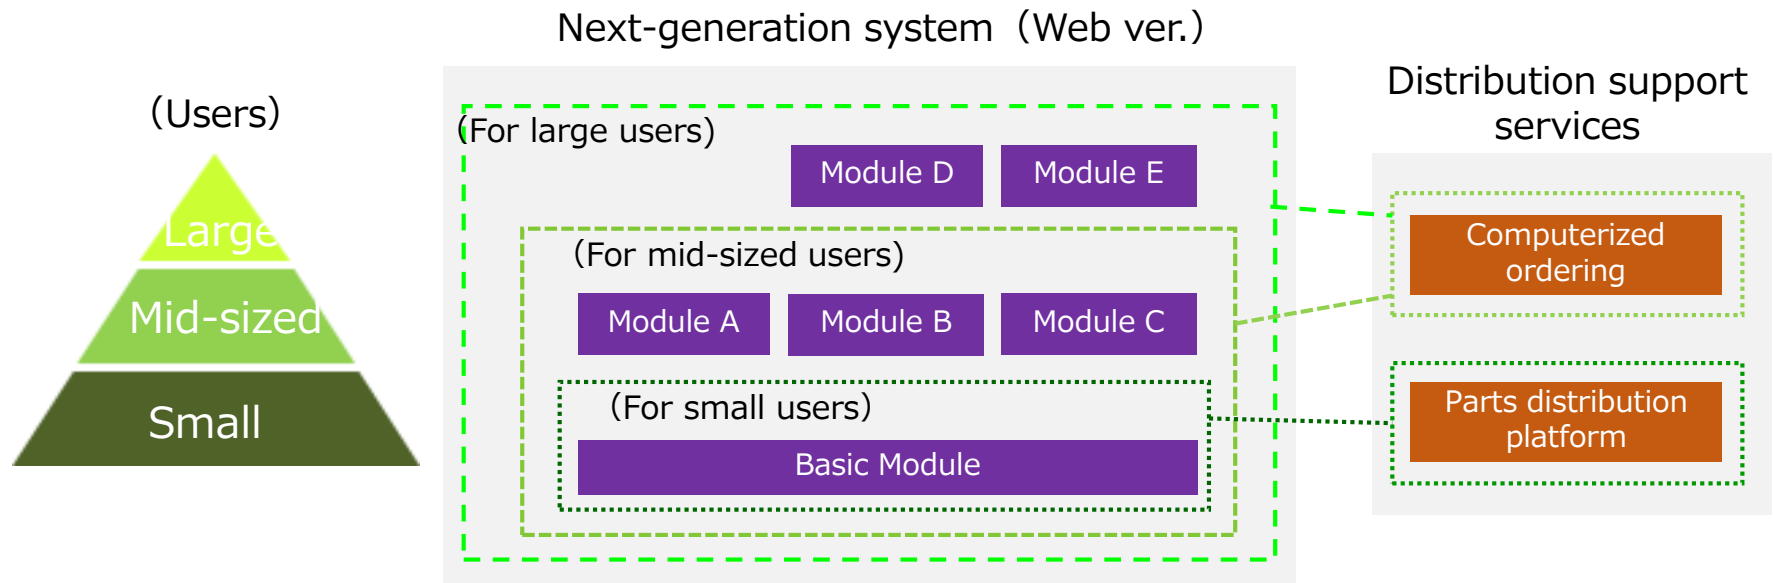 Next-generation system（Web ver.）
（Users）
Large
Mid-sized
Small
（For large users)
Module D
Module E
（For mid-sized users)
Module A
Module B
Module C
（For small users）
Basic Module
Distribution support
services
Computerized
ordering
Parts distribution
platform